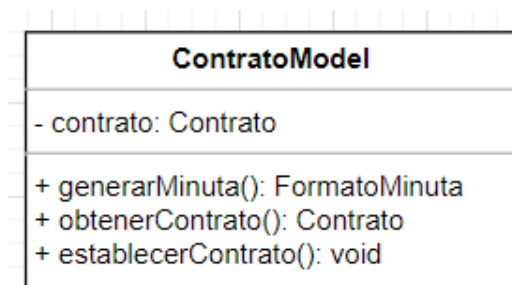 ContratoModel
- contrato: Contrato
+ generarMinuta(): FormatoMinuta
+ obtenerContrato(): Contrato
+ establecerContrato(): void